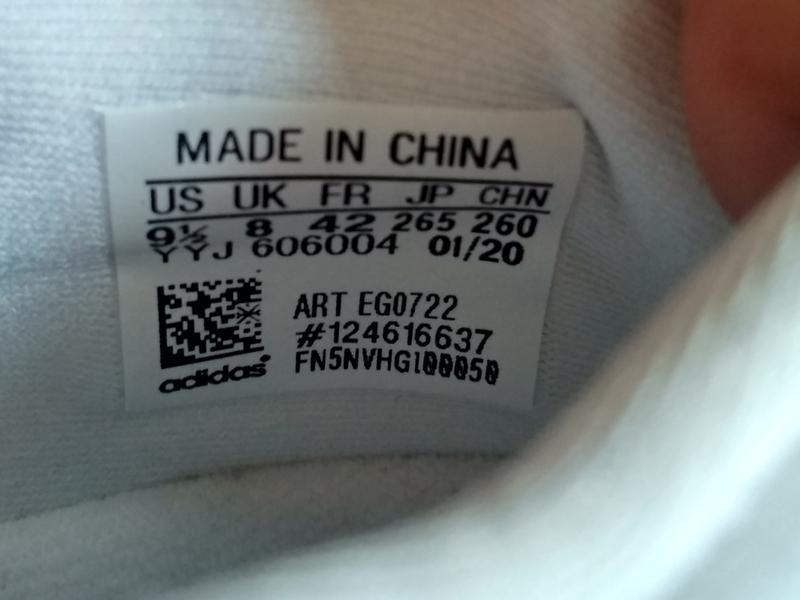 MADE IN CHINA
US UK FR JP CHN
9½ 8 42 265 260
YYJ 606004 01/20
ART EG0722
#124616637
FN5NVHG100050
adidas